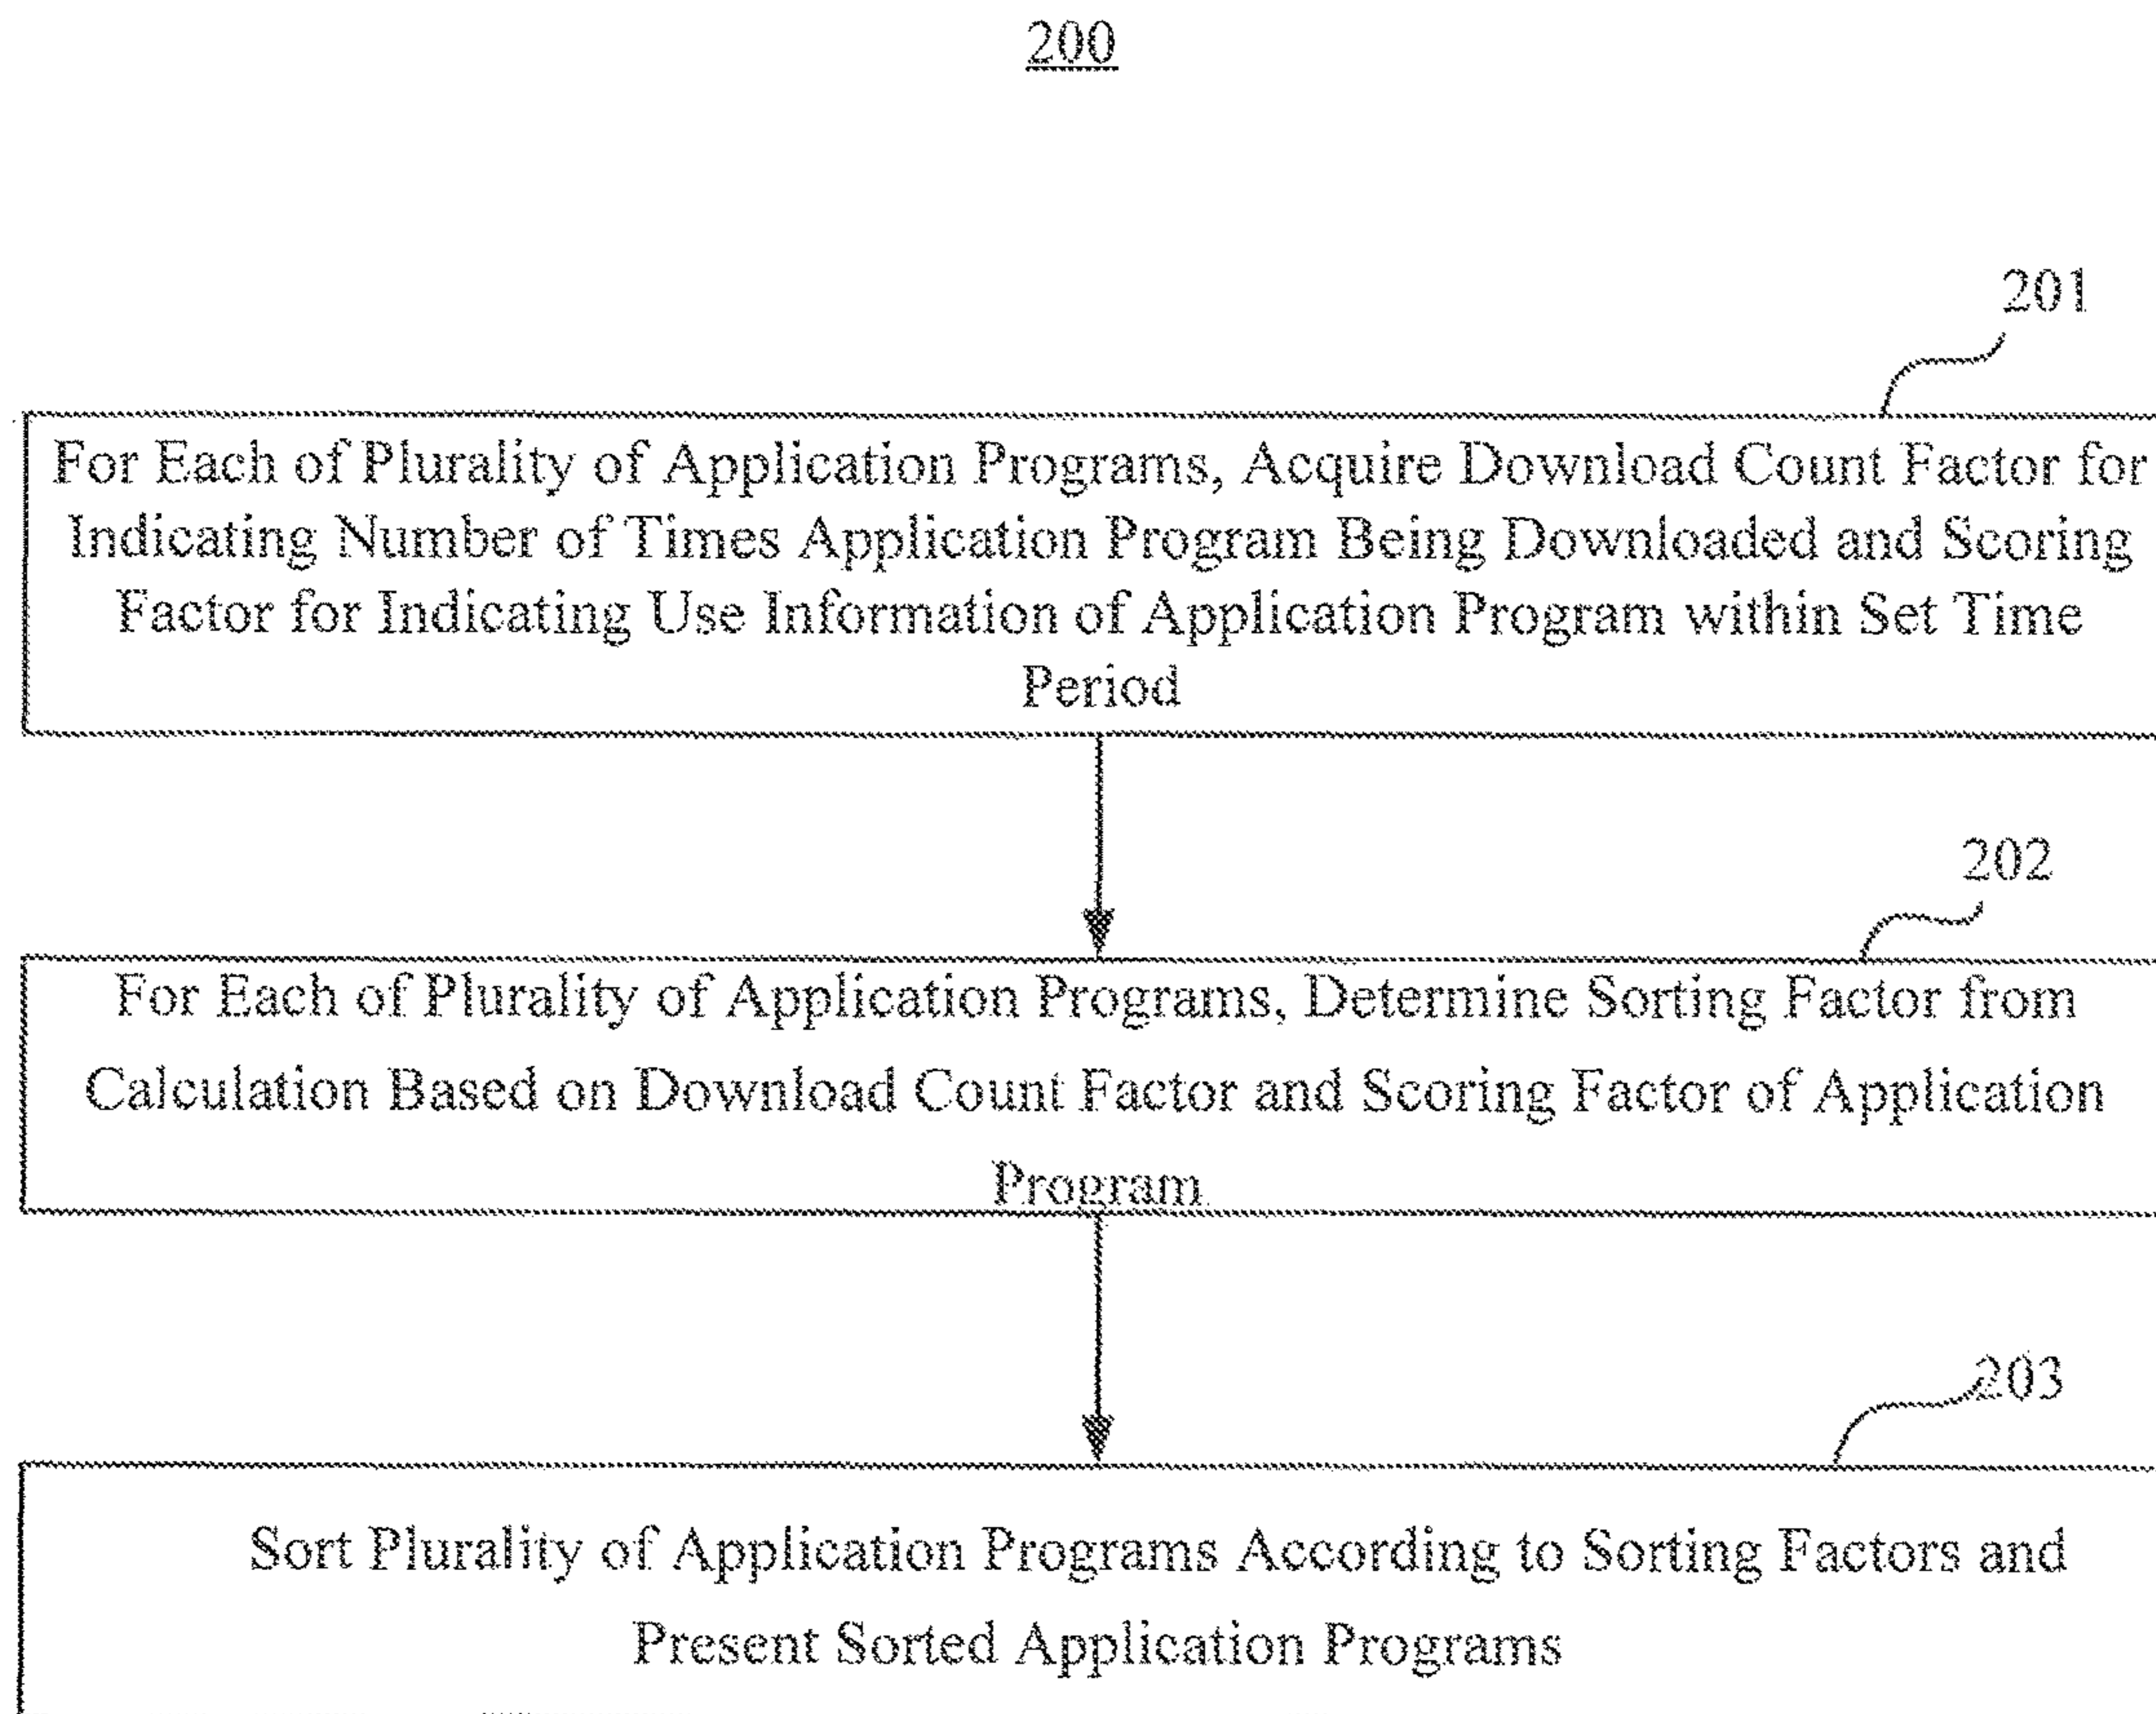 200
201
For Each of Plurality of Application Programs, Acquire Download Count Factor for
Indicating Number of Times Application Program Being Downloaded and Scoring
Factor for Indicating Use Information of Application Program within Set Time
Period
202
For Each of Plurality of Application Programs, Determine Sorting Factor from
Calculation Based on Download Count Factor and Scoring Factor of Application
Program
203
Sort Plurality of Application Programs According to Sorting Factors and
Present Sorted Application Programs